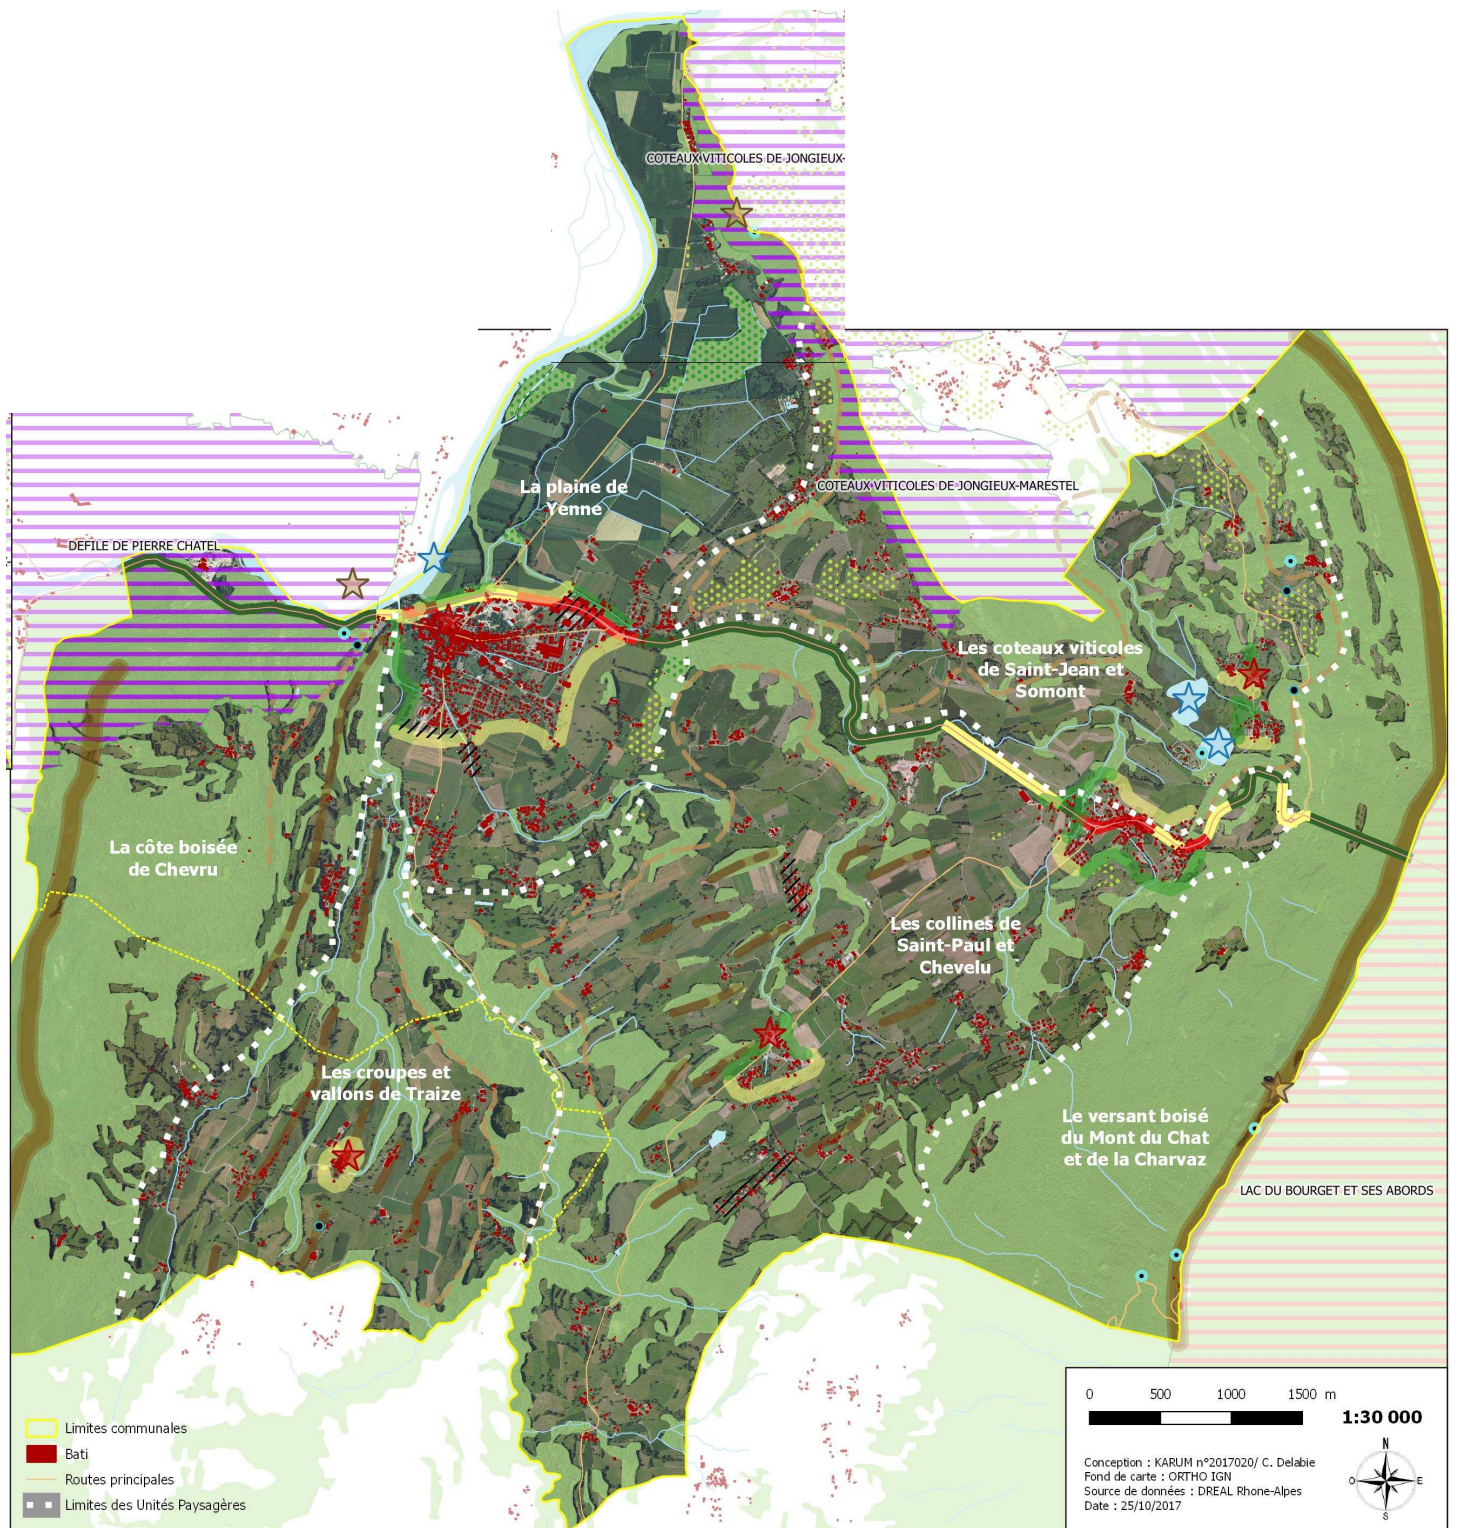 COTEAUX VITICOLES DE JONGIEUX-
La plaine de
Yenne
COTEAUX VITICOLES DE JONGIEUX-MARESTEL
DEFILE DE PIERRE CHATEL
Les coteaux viticoles
de Saint-Jean et
Somont
La côte boisée
de Chevru
Les collines de
Saint-Paul et
Chevelu
Les croupes et
vallons de Traize
Le versant boisé
du Mont du Chat
et de la Charvaz
LAC DU BOURGET ET SES ABORDS
Limites communales
Bati
Routes principales
Limites des Unités Paysagères
0 500 1000 1500 m
1:30 000
Conception : KARUM n°2017020/ C. Delabie
Fond de carte : ORTHO IGN
Source de données : DREAL Rhone-Alpes
Date : 25/10/2017
N
O E
S